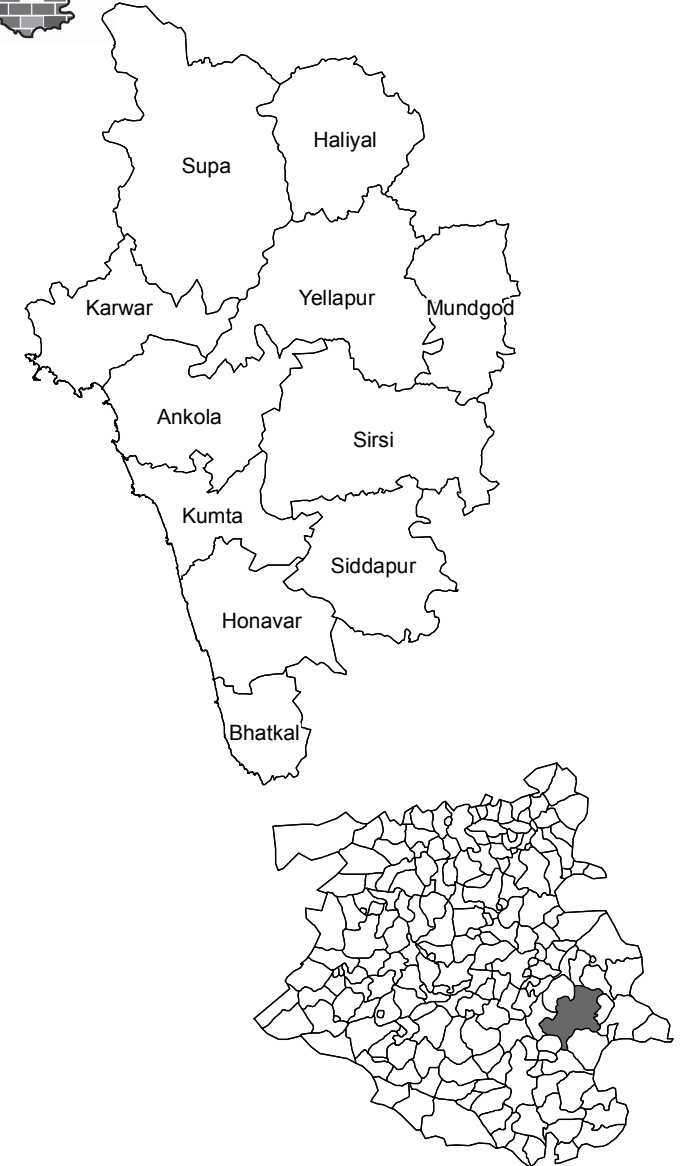 Haliyal
Supa
Yellapur
Karwar
Mundgod
Ankola
Sirsi
Kumta
Siddapur
Honavar
Bhatkal